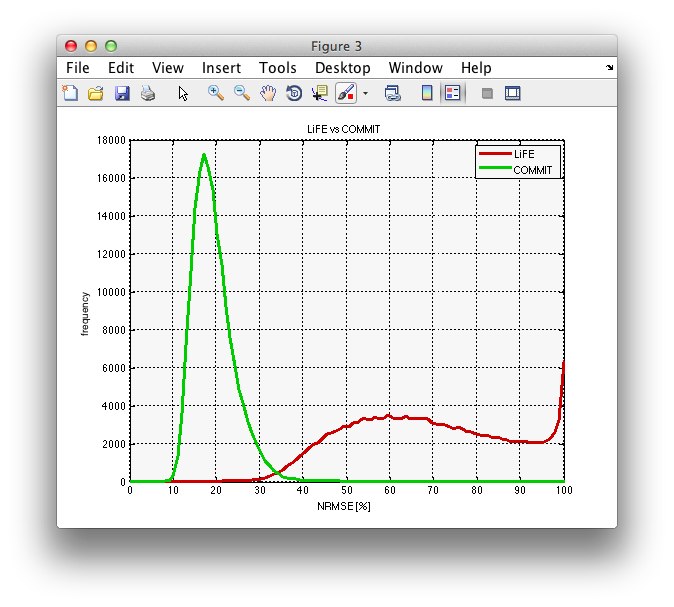 Figure 3
File Edit View Insert Tools Desktop Window Help
LiFE vs COMMIT
18000
16000
14000
12000
10000
8000
6000
4000
2000
0
frequency
LiFE
COMMIT
0 10 20 30 40 50 60 70 80 90 100
NRMSE [%]